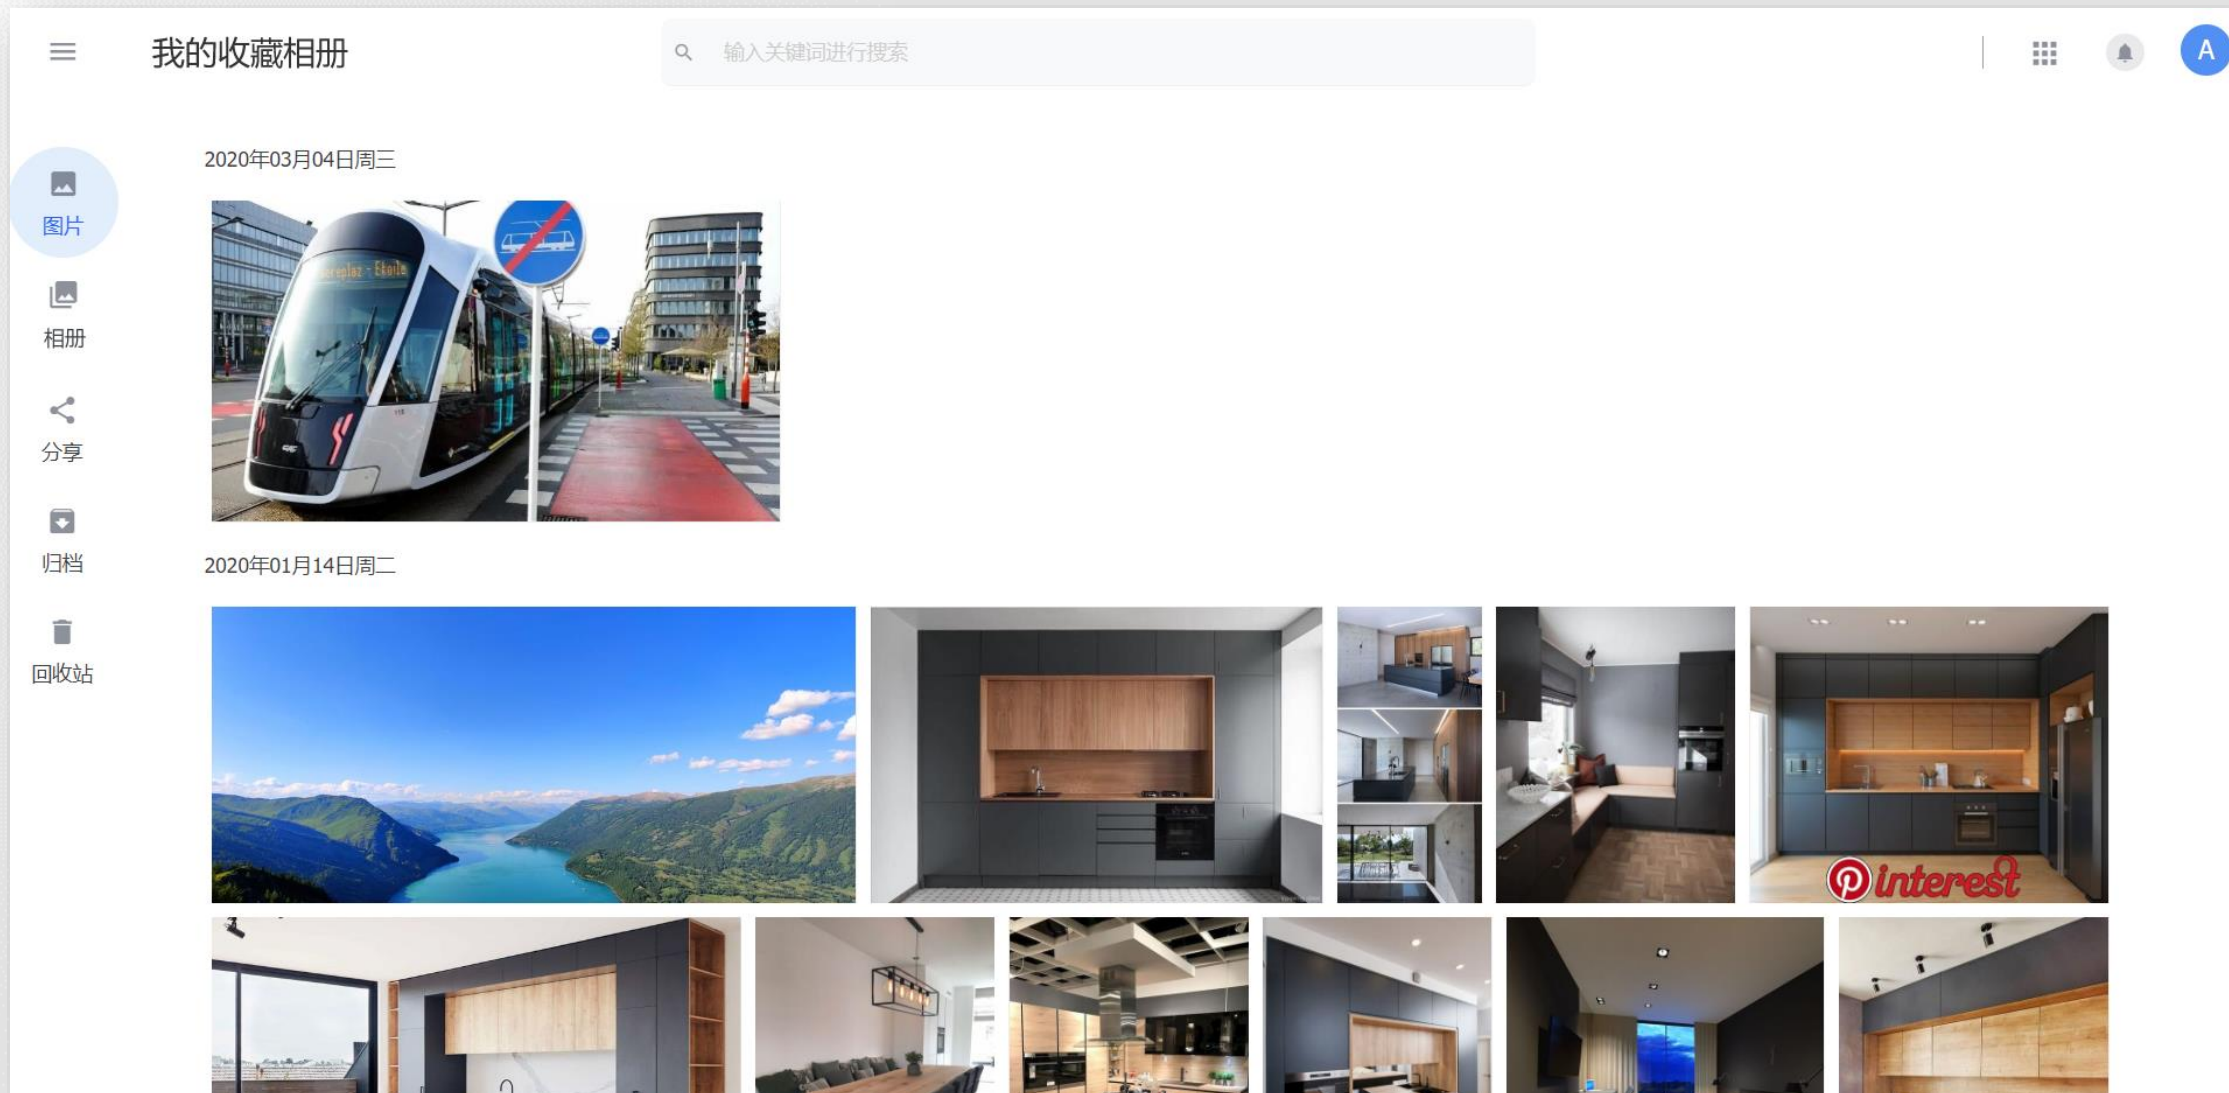 我的收藏相册
输入关键词进行搜索
A
图片
相册
分享
归档
回收站
2020年03月04日周三
2020年01月14日周二
Pinterest